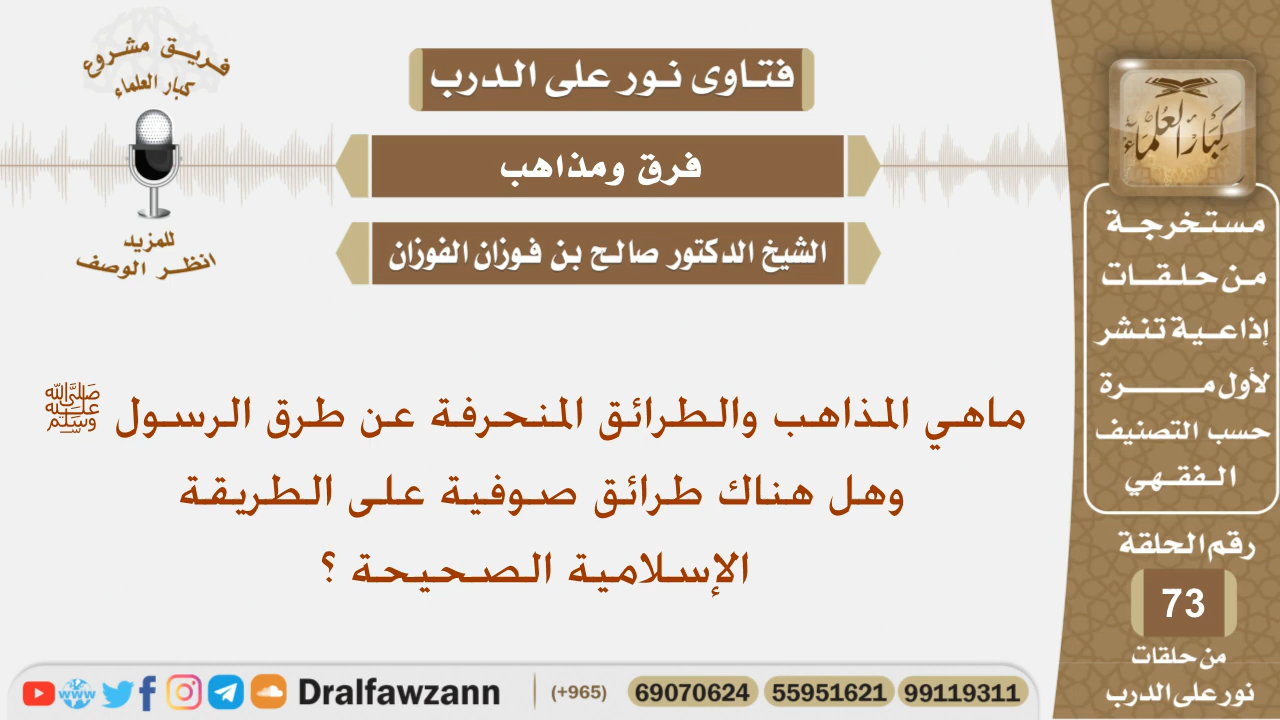 فريق مشروع
كبار العلماء
للمزيد
انظر الوصف
فتاوى نور على الدرب
فرق ومذاهب
الشيخ الدكتور صالح بن فوزان الفوزان
ماهي المذاهب والطرائق المنحرفة عن طرق الرسول ﷺ
وهل هناك طرائق صوفية على الطريقة
الإسلامية الصحيحة ؟
كبار العلماء
مستخرجة
من حلقات
إذاعية تنشر
لأول مرة
حسب التصنيف
الفقهي
رقم الحلقة
73
من حلقات
نور على الدرب
www
Dralfawzann
(+965) 69070624 55951621 99119311